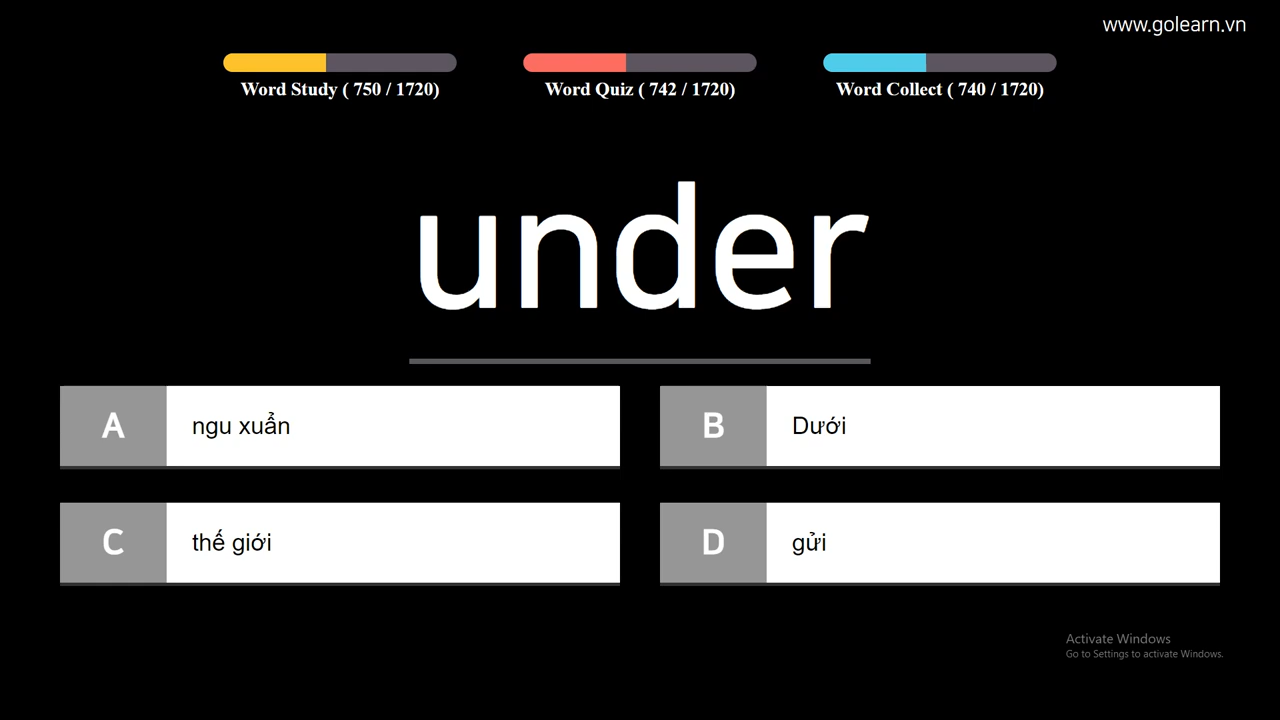 www.golearn.vn
Word Study ( 750 / 1720)
Word Quiz ( 742 / 1720)
Word Collect ( 740 / 1720)
under
A ngu xuẩn
B Dưới
C thế giới
D gửi
Activate Windows
Go to Settings to activate Windows.